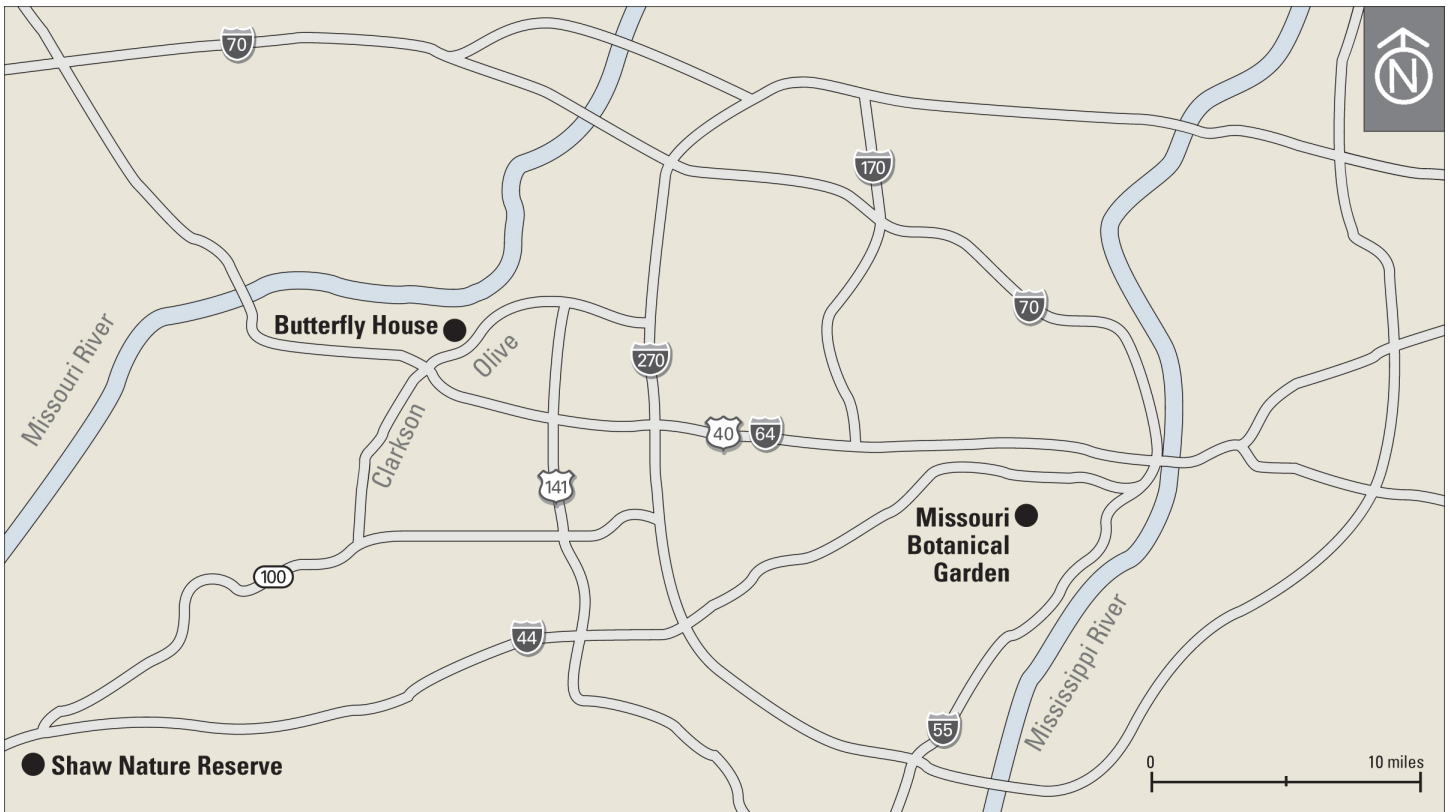 70
N
170
70
Missouri River
Butterfly House
Olive
270
Clarkson
40
64
141
Missouri
Botanical
Garden
100
44
Mississippi River
55
Shaw Nature Reserve
0
10 miles